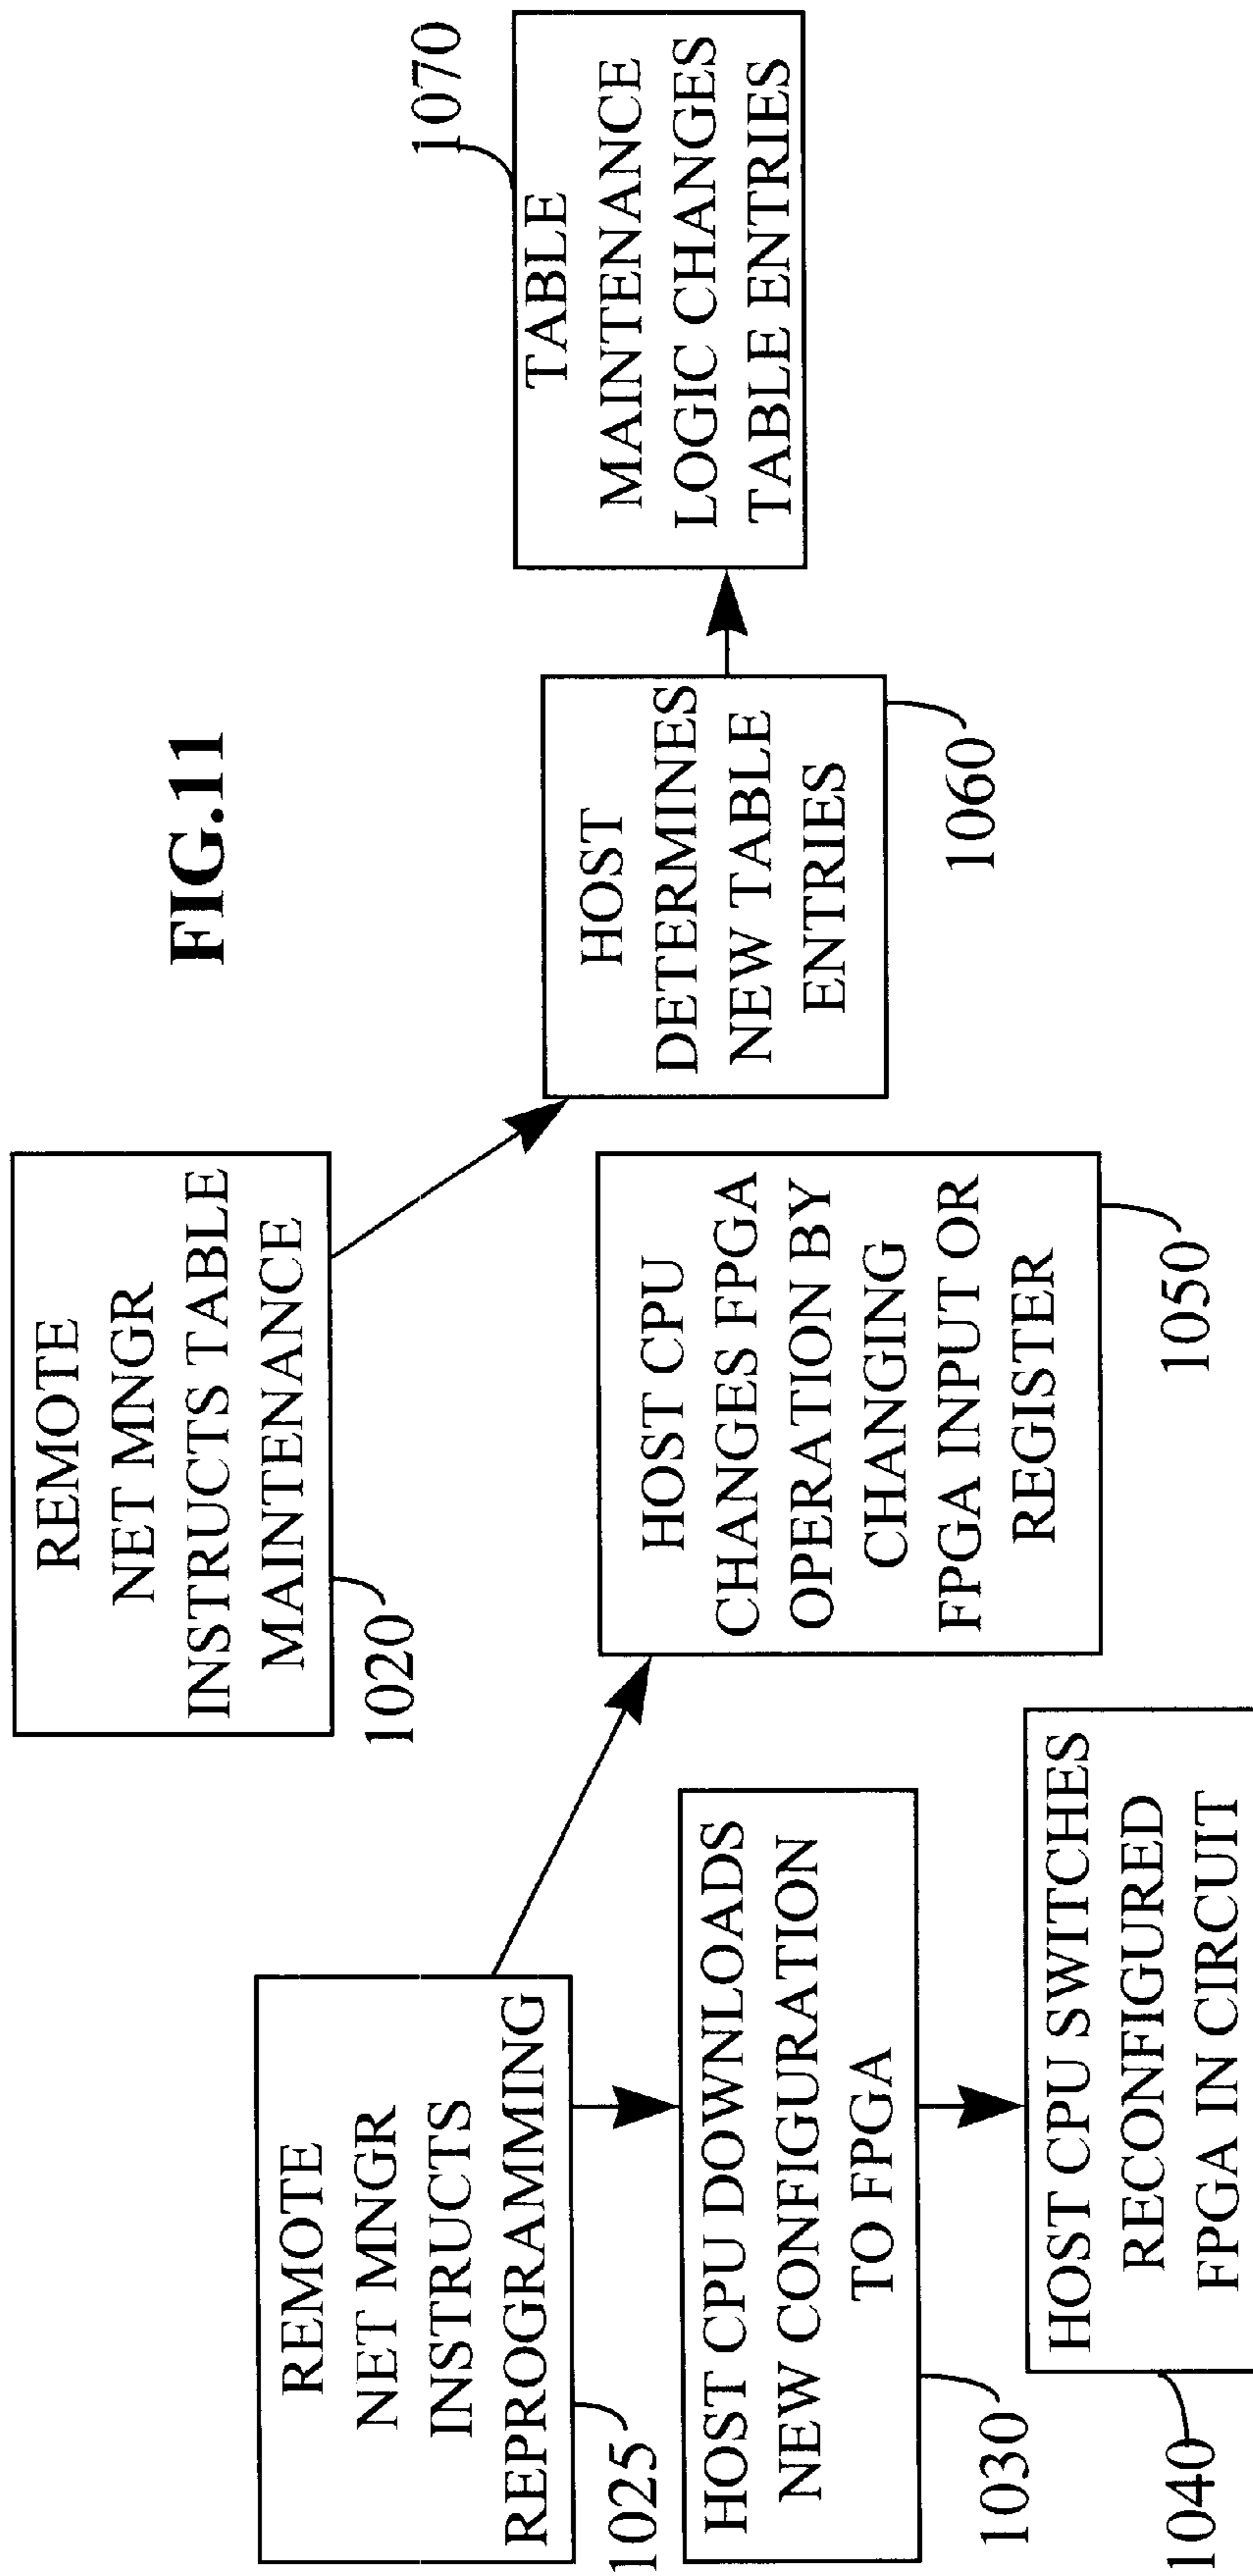 FIG.11
REMOTE
NET MNGR
INSTRUCTS TABLE
MAINTENANCE
1020
REMOTE
NET MNGR
INSTRUCTS
REPROGRAMMING
1025
HOST CPU DOWNLOADS
NEW CONFIGURATION
TO FPGA
1030
HOST CPU SWITCHES
RECONFIGURED
FPGA IN CIRCUIT
1040
HOST CPU
CHANGES FPGA
OPERATION BY
CHANGING
FPGA INPUT OR
REGISTER
1050
HOST
DETERMINES
NEW TABLE
ENTRIES
1060
TABLE
MAINTENANCE
LOGIC CHANGES
TABLE ENTRIES
1070